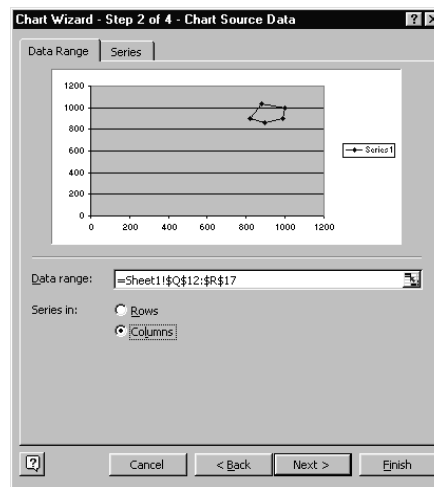 Chart Wizard - Step 2 of 4 - Chart Source Data
Data Range Series
1200
1000
800
600
400
200
0
0 200 400 600 800 1000 1200
Series1
Data range: =Sheet1!$Q$12:$R$17
Series in: Rows
Columns
Cancel < Back Next > Finish